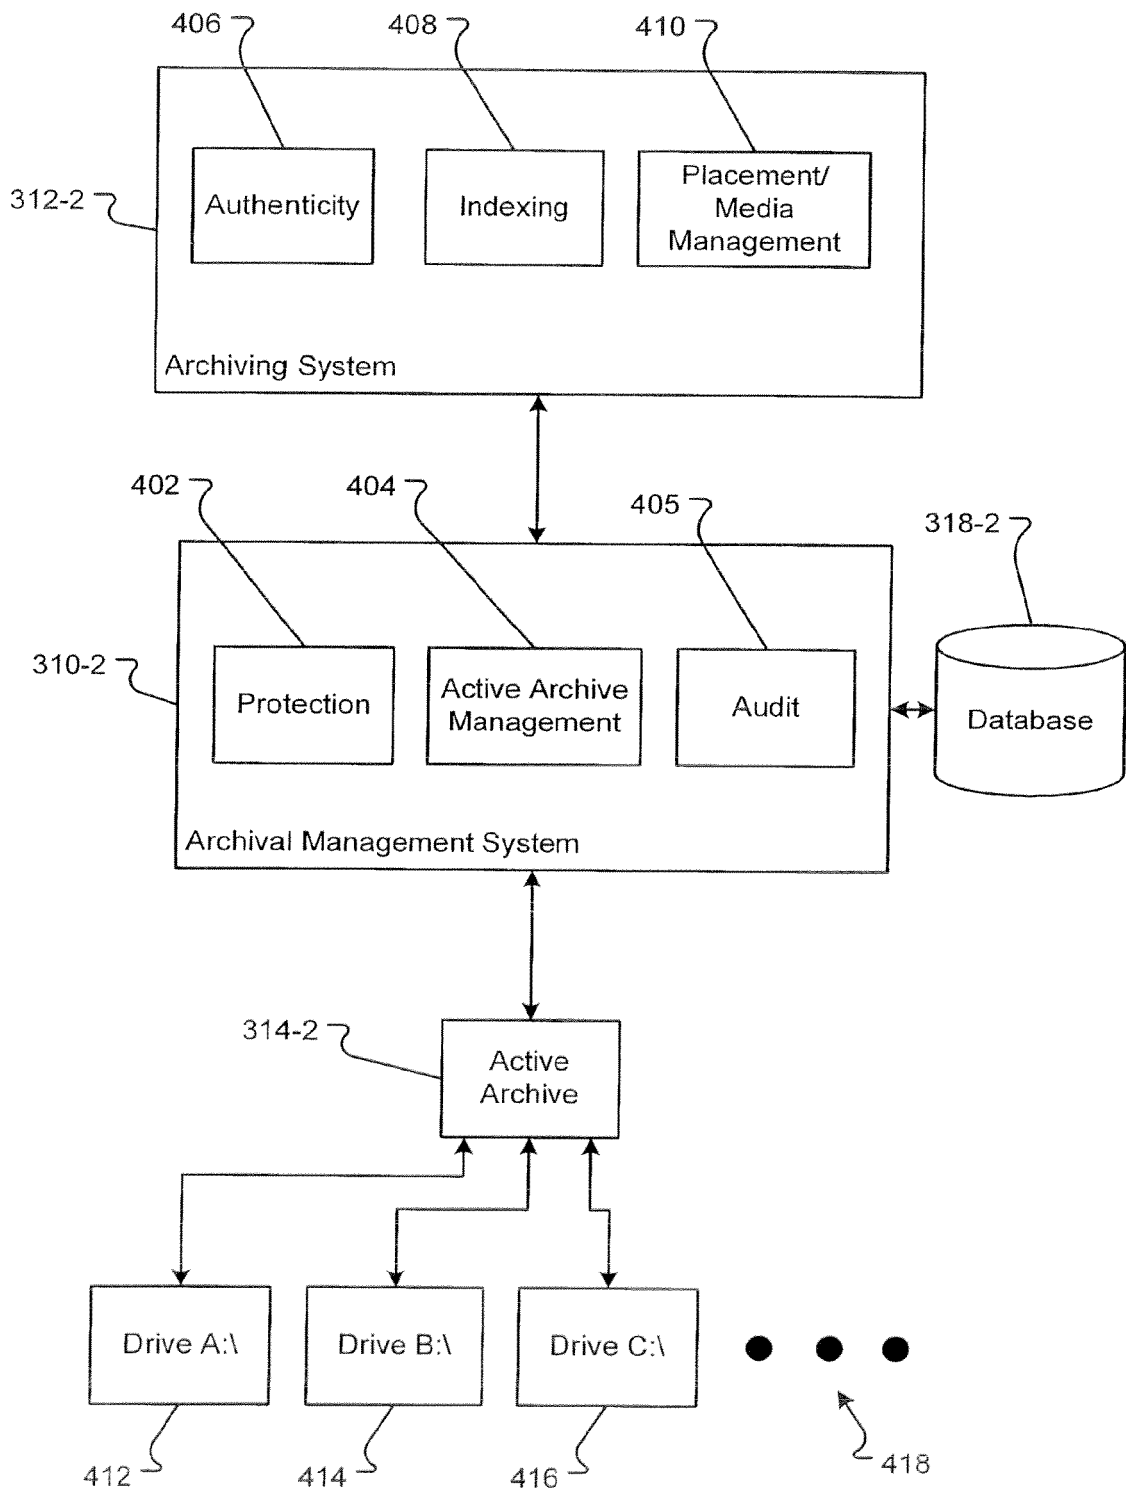 406
408
410
312-2
Authenticity
Indexing
Placement/
Media
Management
Archiving System
402
404
405
318-2
310-2
Protection
Active Archive
Management
Audit
Database
Archival Management System
314-2
Active
Archive
Drive A:\
Drive B:\
Drive C:\
412
414
416
418